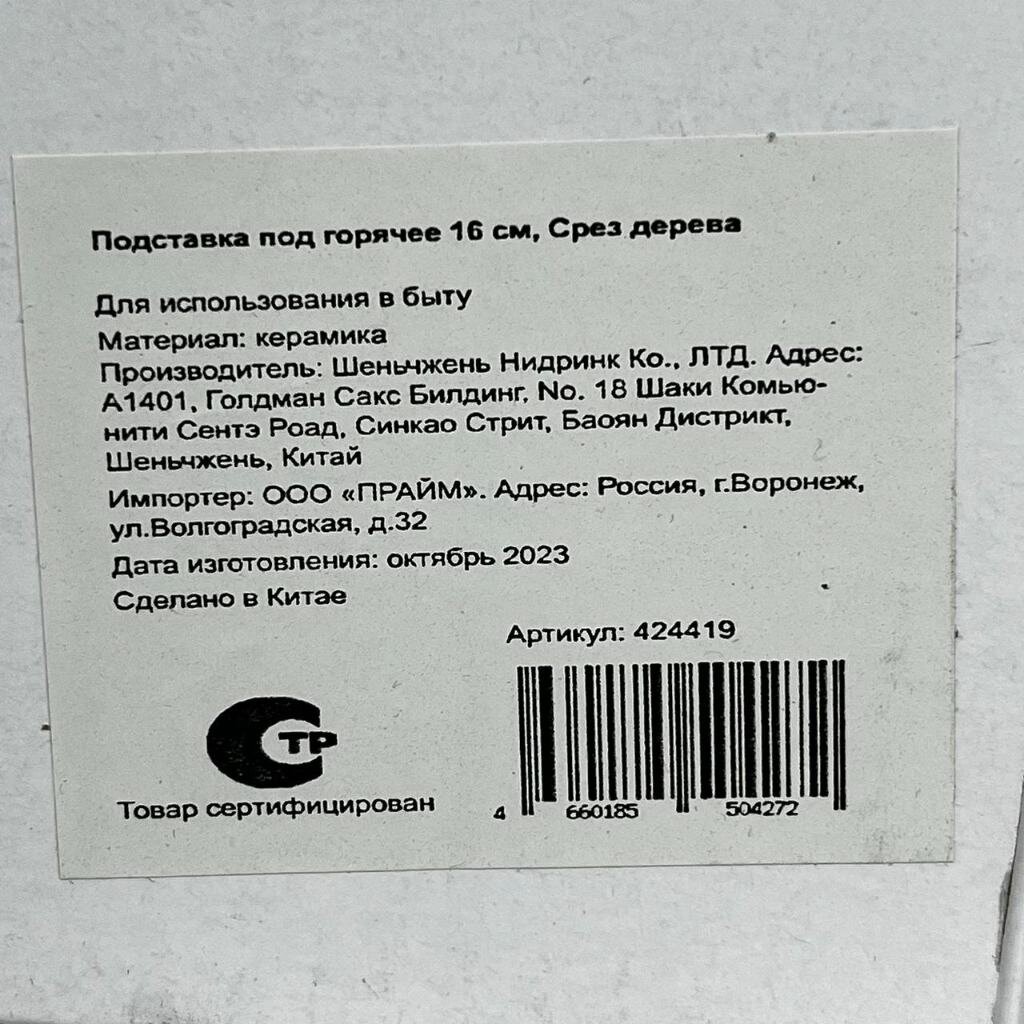 Подставка под горячее 16 см, Срез дерева
Для использования в быту
Материал: керамика
Производитель: Шеньчжень Нидринк Ко., ЛТД. Адрес:
А1401, Голдман Сакс Билдинг, No. 18 Шаки Комью-
нити Сентэ Роад, Синкао Стрит, Баоян Дистрикт,
Шеньчжень, Китай
Импортер: ООО «ПРАЙМ». Адрес: Россия, г.Воронеж,
ул.Волгоградская, д.32
Дата изготовления: октябрь 2023
Сделано в Китае
Артикул: 424419
СТР
Товар сертифицирован
4 660185 504272